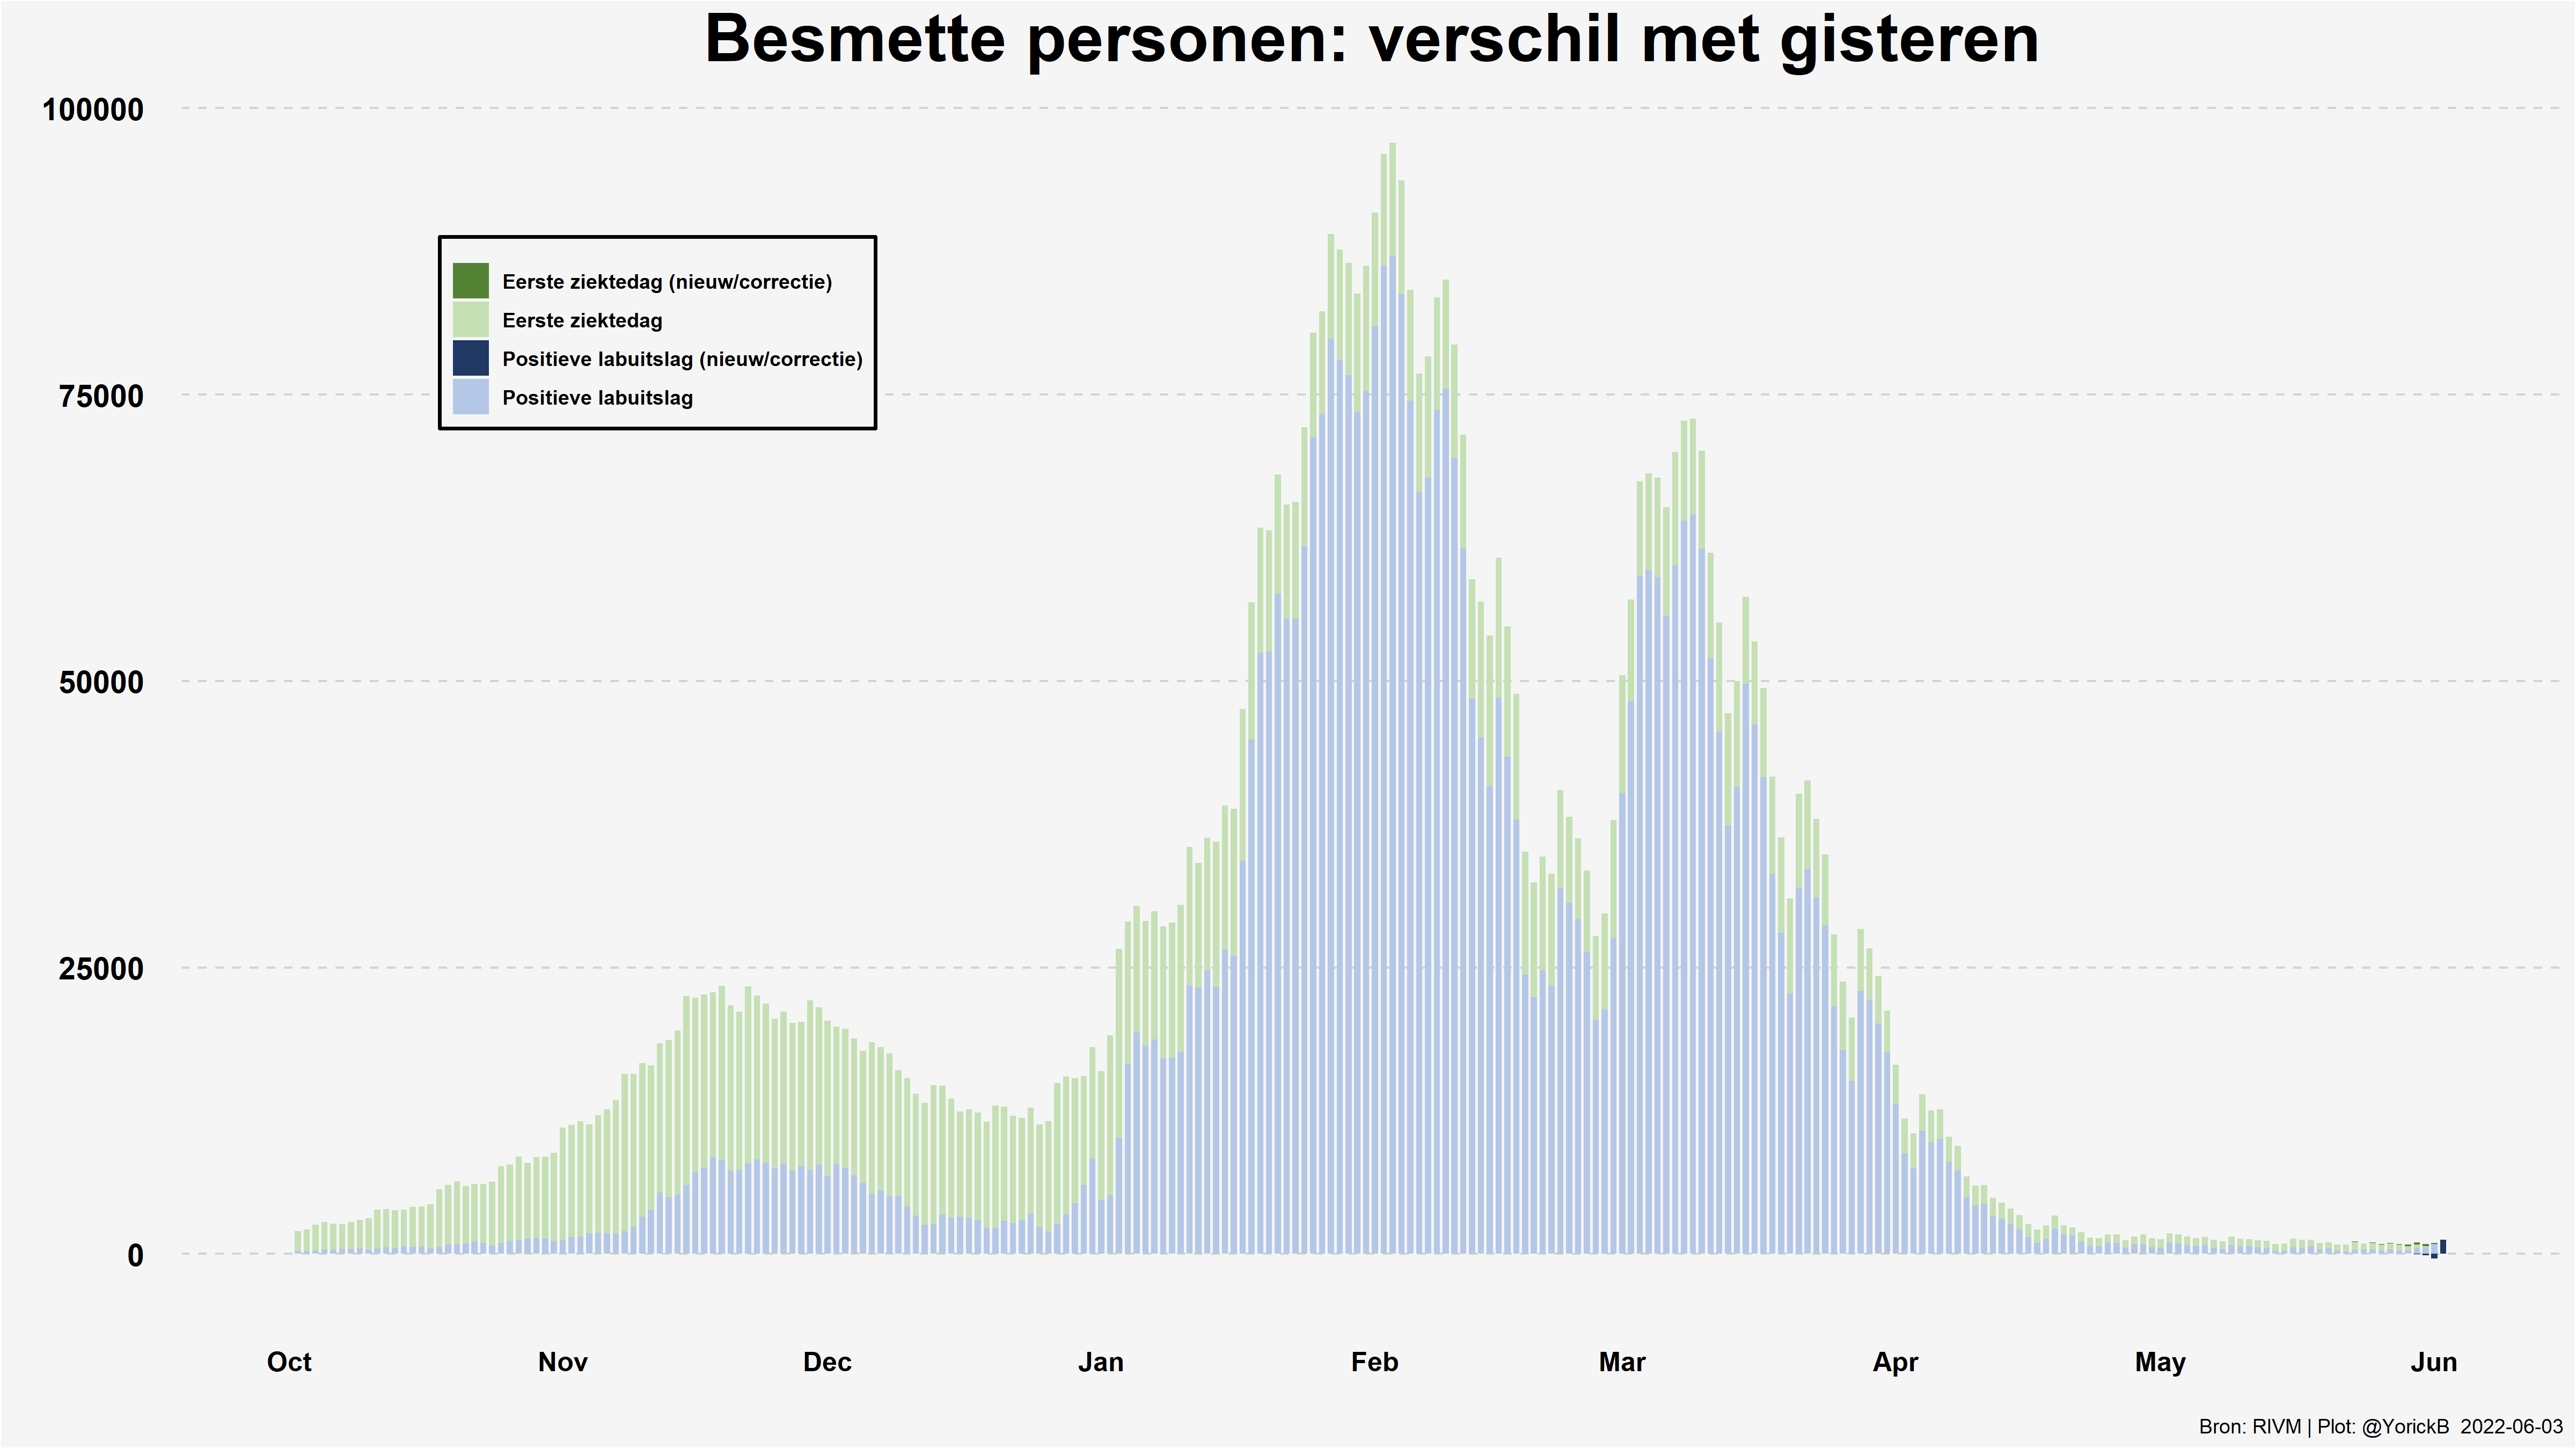 Besmette personen: verschil met gisteren
100000
75000
50000
25000
0
Eerste ziektedag (nieuw/correctie)
Eerste ziektedag
Positieve labuitslag (nieuw/correctie)
Positieve labuitslag
Oct Nov Dec Jan Feb Mar Apr May Jun
Bron: RIVM | Plot: @YorickB 2022-06-03